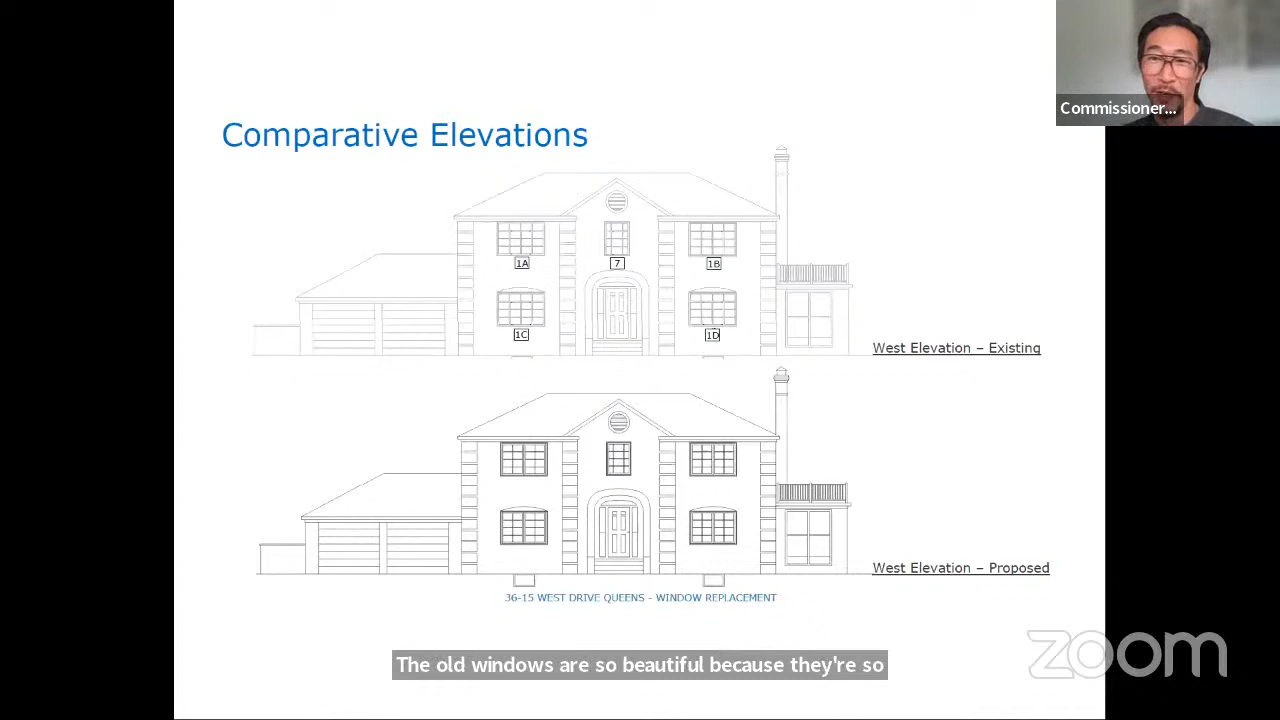 Commissioner...
Comparative Elevations
1A
7
1B
1C
1D
West Elevation – Existing
West Elevation – Proposed
36-15 WEST DRIVE QUEENS - WINDOW REPLACEMENT
The old windows are so beautiful because they're so
zoom